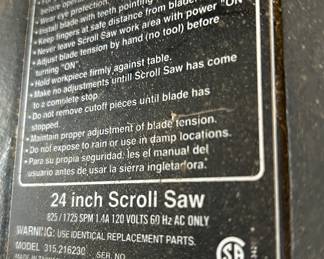 before operating
• Wear eye protection.
• Install blade with teeth pointing
• Keep fingers at safe distance from blade
• Never leave Scroll Saw work area with power "ON
• Adjust blade tension by hand (no tool) before
turning "ON".
• Hold workpiece firmly against table.
• Make no adjustments untill Scroll Saw has come
to a complete stop
• Do not remove cutoff pieces until blade has
stopped
• Maintain proper adjustment of blade tension.
• Do not expose to rain or use in damp locations.
• Para su propia seguridad, les el manual del
usuario antes de usar la sierra ingletadora.
24 inch Scroll Saw
825 / 1725 SPM 1.4A 120 VOLTS 60 Hz AC ONLY
WARNING: USE IDENTICAL REPLACEMENT PARTS.
MODEL 315.216230 SER. NO